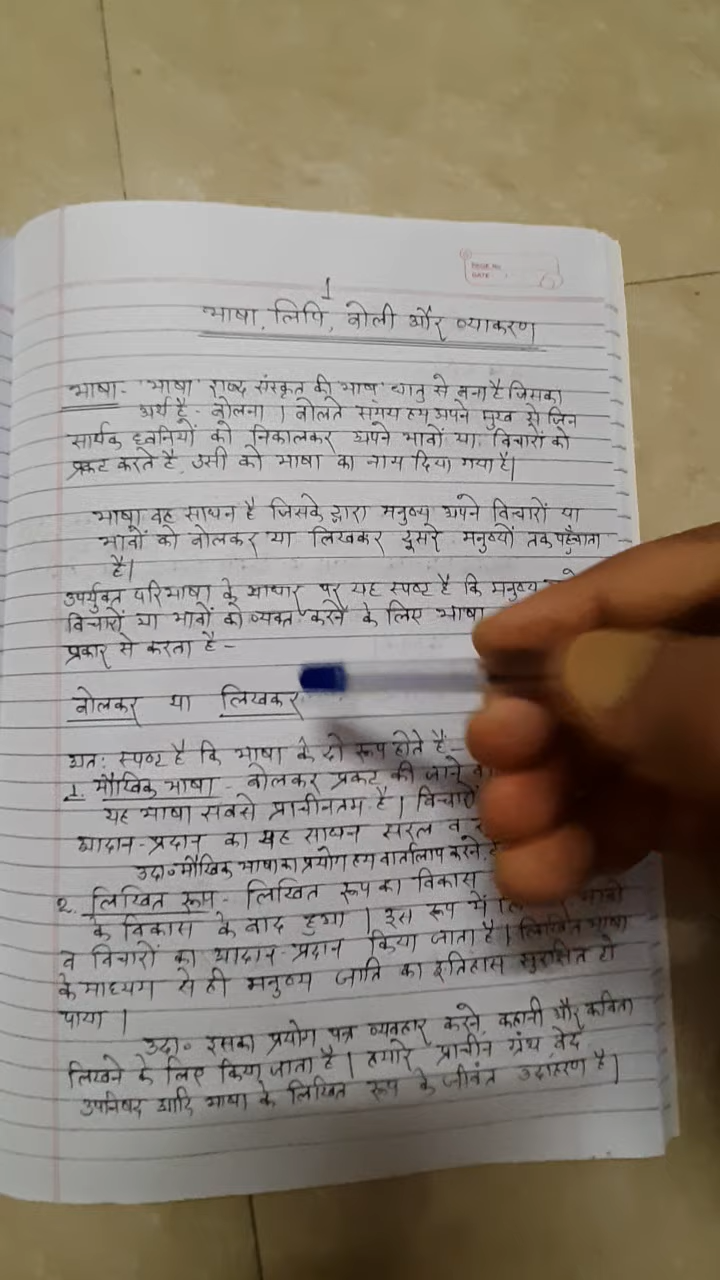 1
भाषा, लिपि, बोली और व्याकरण
भाषा- 'भाषा' शब्द संस्कृत की 'भाष' धातु से बना है जिसका
अर्थ है - बोलना । बोलते समय हम अपने मुख से जिन
सार्थक ध्वनियों को निकालकर अपने भावों या विचारों को
प्रकट करते है, उसी को भाषा का नाम दिया गया है।
भाषा वह साधन है जिसके द्वारा मनुष्य अपने विचारों या
भावों को बोलकर या लिखकर दूसरे मनुष्यों तक पहुँचाता
है।
उपर्युक्त परिभाषा के आधार पर यह स्पष्ट है कि मनुष्य
विचारों या भावों को व्यक्त करने के लिए भाषा
प्रकार से करता है -
बोलकर या लिखकर
अत: स्पष्ट है कि भाषा के दो रूप होते है:-
1. मौखिक भाषा - बोलकर प्रकट की जाने
यह भाषा सबसे प्राचीनतम है । विचारों
आदान-प्रदान का यह साधन सरल व
उदा० मौखिक भाषा का प्रयोग हम वार्तालाप करने,
2. लिखित रूप- लिखित रूप का विकास
के विकास के बाद हुआ । इस रूप में
व विचारों का आदान-प्रदान किया जाता है । लिखित भाषा
के माध्यम से ही मनुष्य जाति का इतिहास सुरक्षित हो
पाया ।
उदा० इसका प्रयोग पत्र व्यवहार करने, कहानी और कविता
लिखने के लिए किया जाता है । हमारे प्राचीन ग्रंथ वेद,
उपनिषद आदि भाषा के लिखित रूप के जीवंत उदाहरण है।